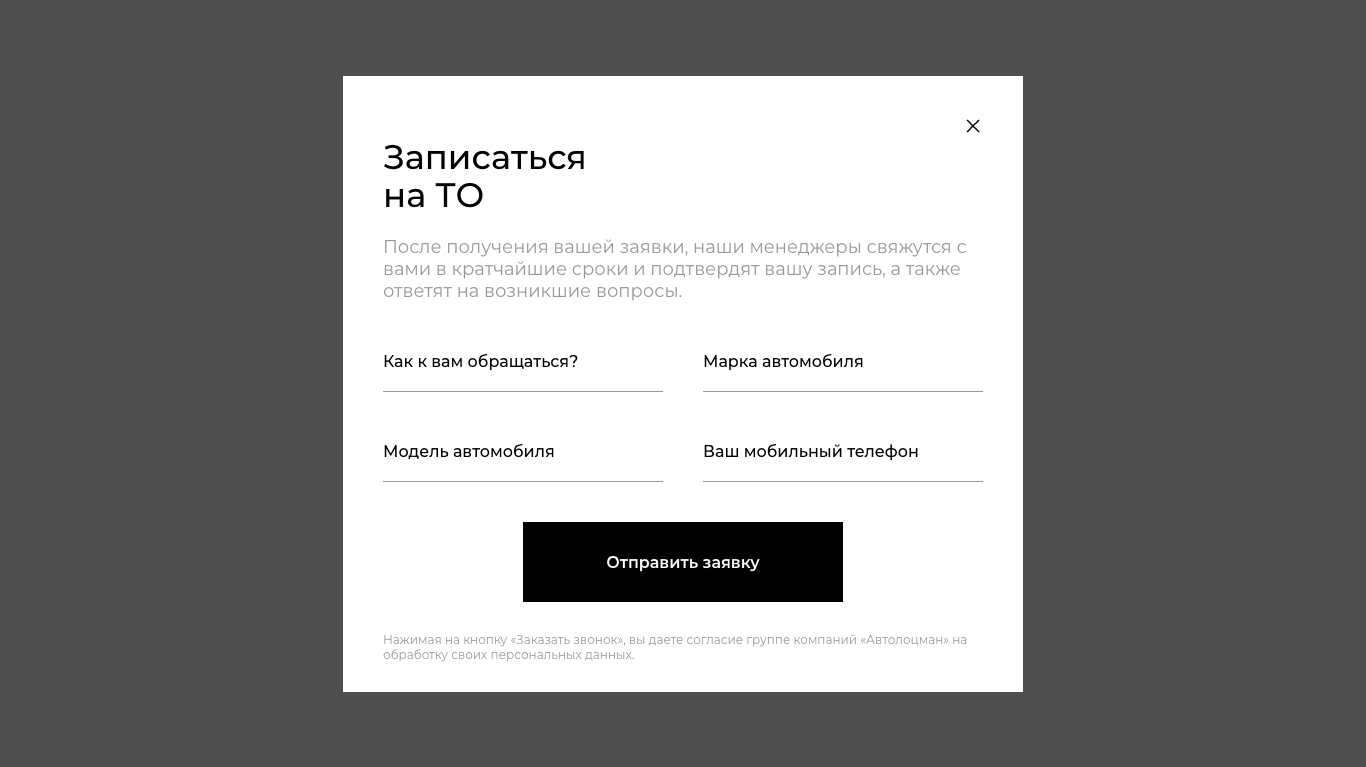 Записаться
на ТО
После получения вашей заявки, наши менеджеры свяжутся с
вами в кратчайшие сроки и подтвердят вашу запись, а также
ответят на возникшие вопросы.
Как к вам обращаться?
Марка автомобиля
Модель автомобиля
Ваш мобильный телефон
Отправить заявку
Нажимая на кнопку «Заказать звонок», вы даете согласие группе компаний «Автолоцман» на
обработку своих персональных данных.